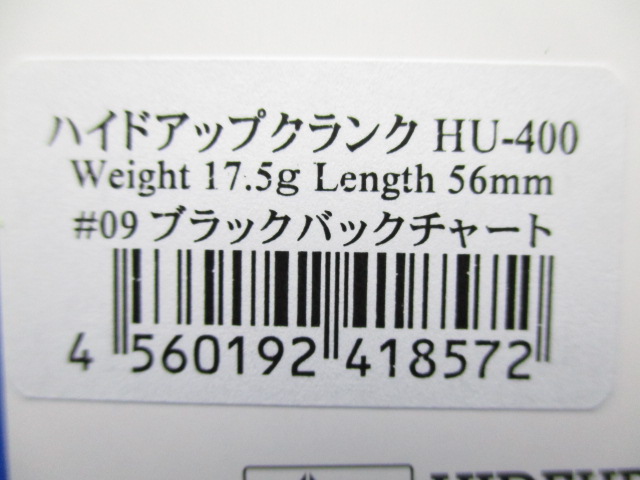 ハイドアップクランク HU-400
Weight 17.5g Length 56mm
#09 ブラックバックチャート
4 560192 418572